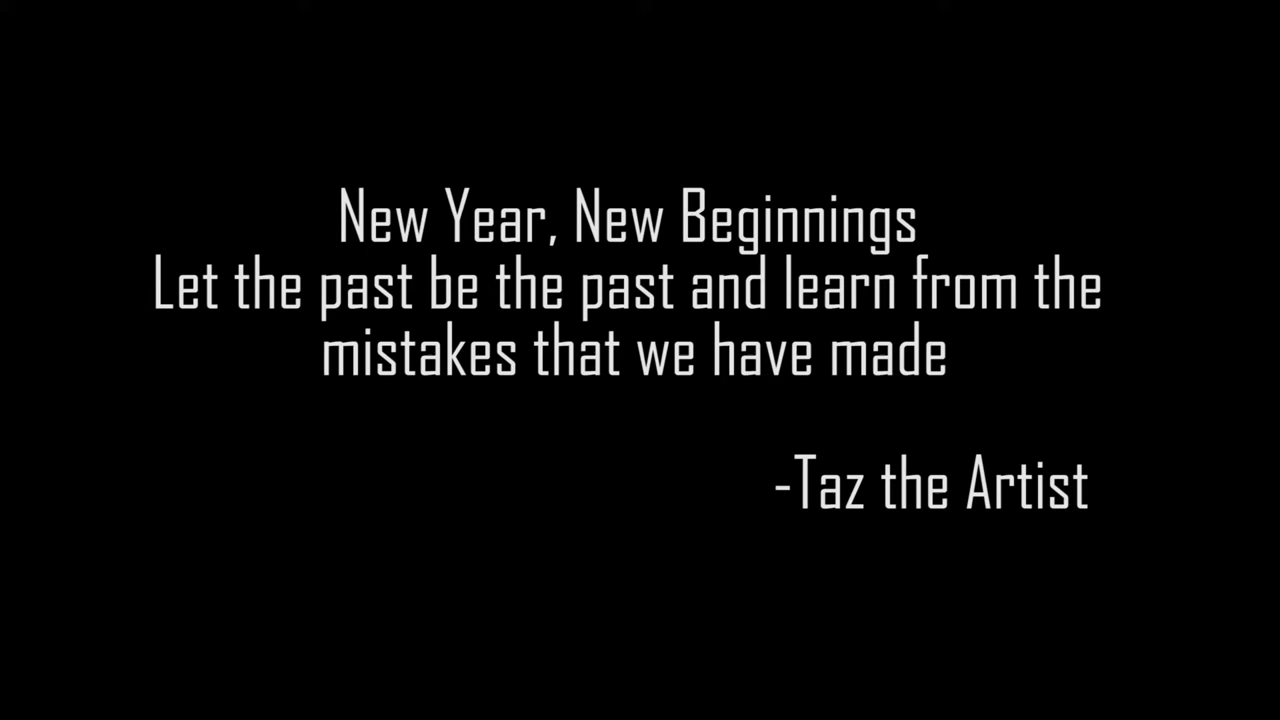 New Year, New Beginnings
Let the past be the past and learn from the
mistakes that we have made
-Taz the Artist